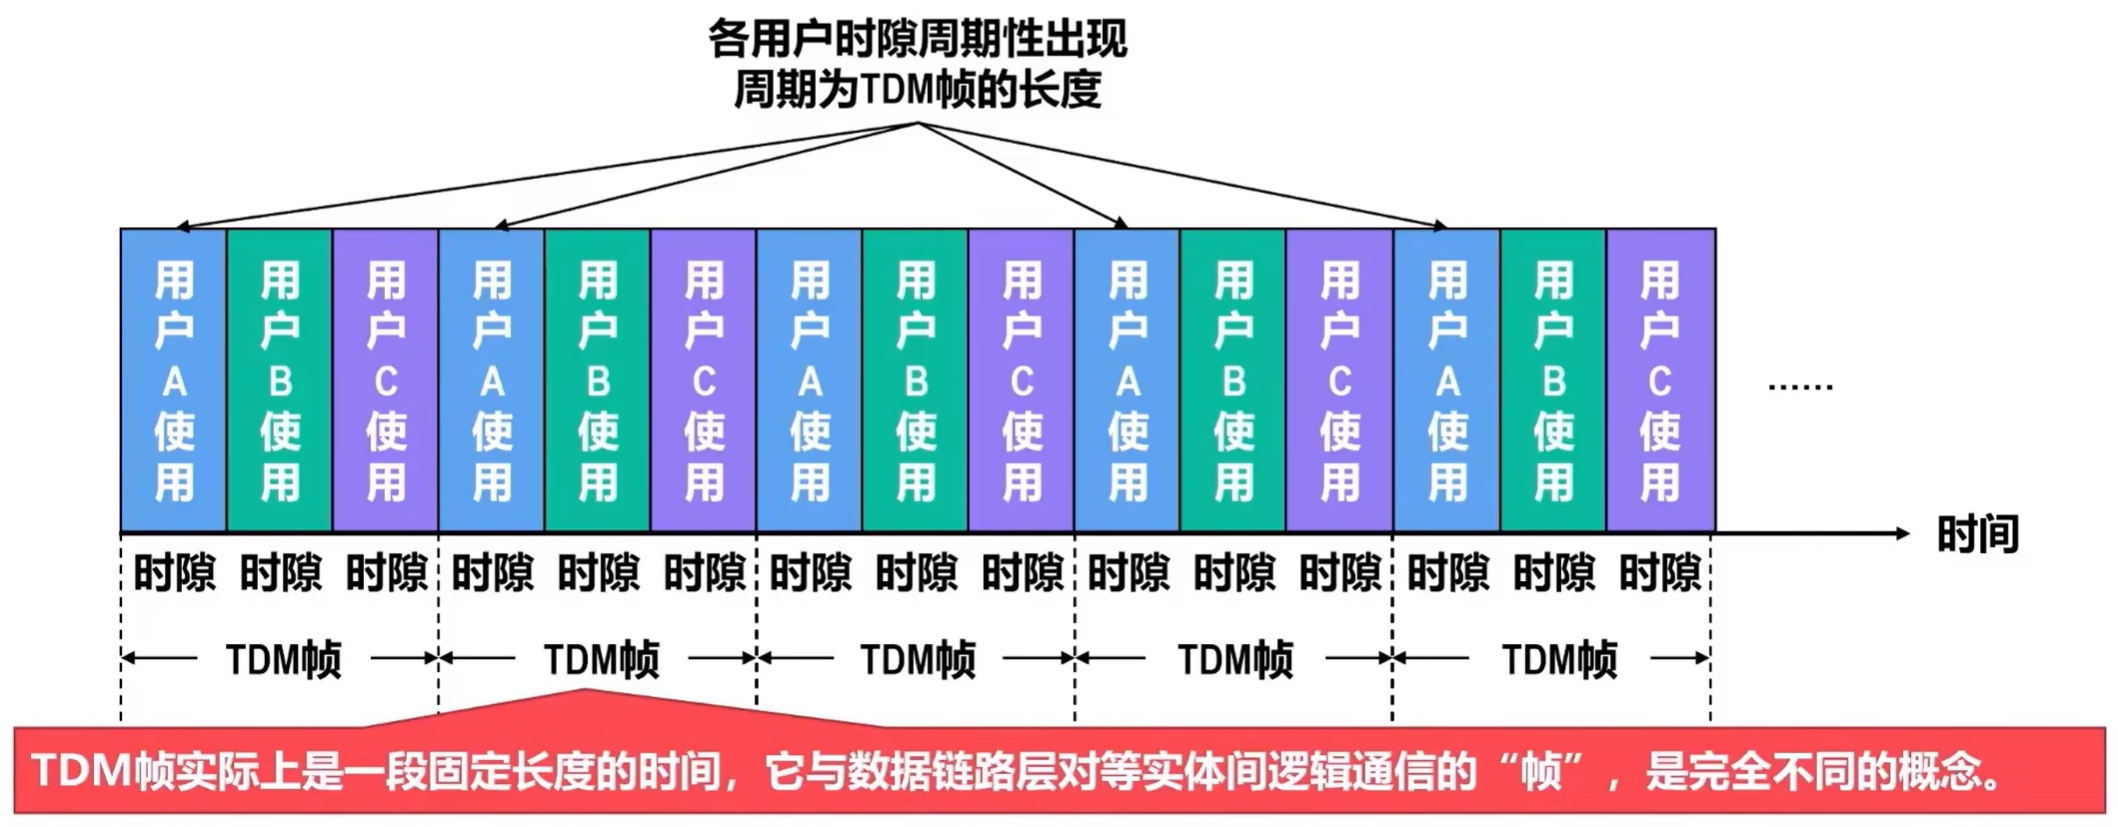 各用户时隙周期性出现
周期为TDM帧的长度
用户A使用
用户B使用
用户C使用
用户A使用
用户B使用
用户C使用
用户A使用
用户B使用
用户C使用
用户A使用
用户B使用
用户C使用
用户A使用
用户B使用
用户C使用
......
时间
时隙 时隙 时隙 时隙 时隙 时隙 时隙 时隙 时隙 时隙 时隙 时隙 时隙 时隙 时隙
TDM帧 TDM帧 TDM帧 TDM帧 TDM帧
TDM帧实际上是一段固定长度的时间，它与数据链路层对等实体间逻辑通信的“帧”，是完全不同的概念。